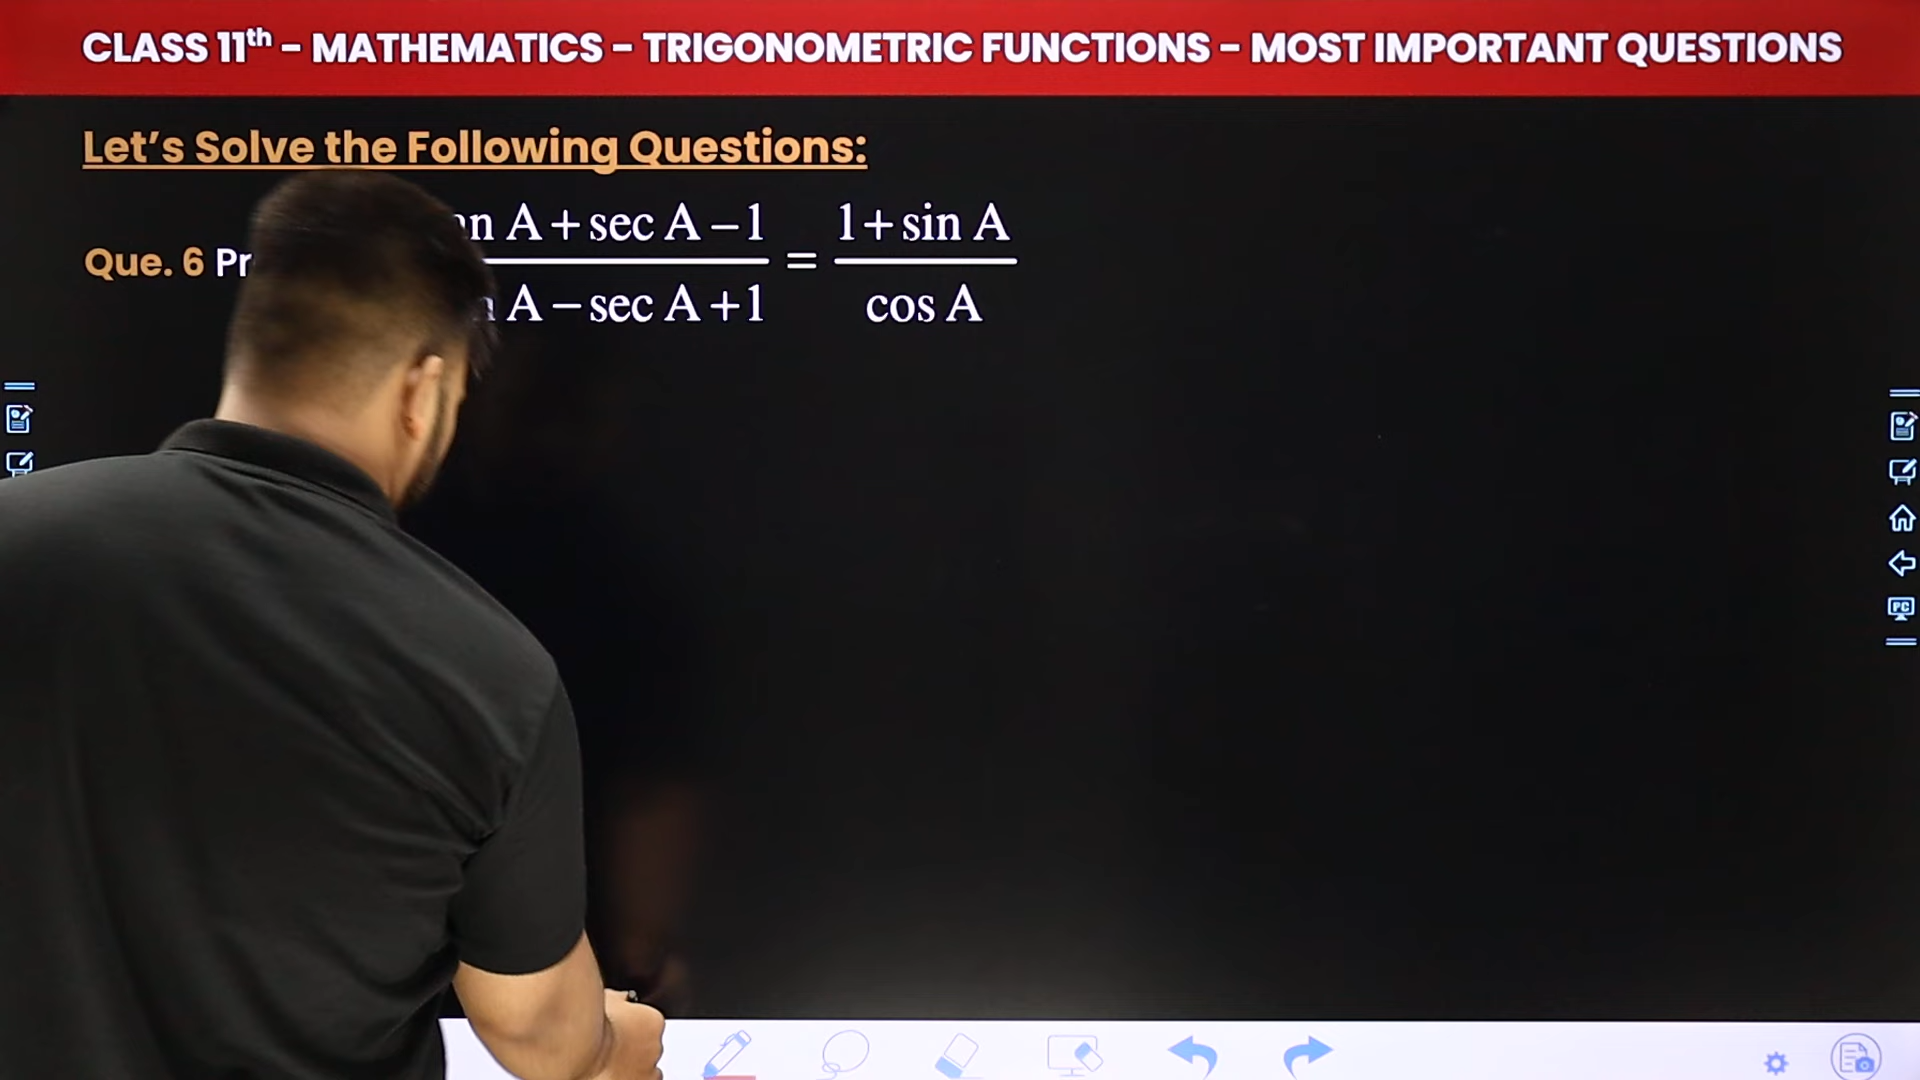 CLASS 11th - MATHEMATICS - TRIGONOMETRIC FUNCTIONS - MOST IMPORTANT QUESTIONS
Let's Solve the Following Questions:
Que. 6
A + sec A − 1 / A − sec A + 1 = 1 + sin A / cos A
PC